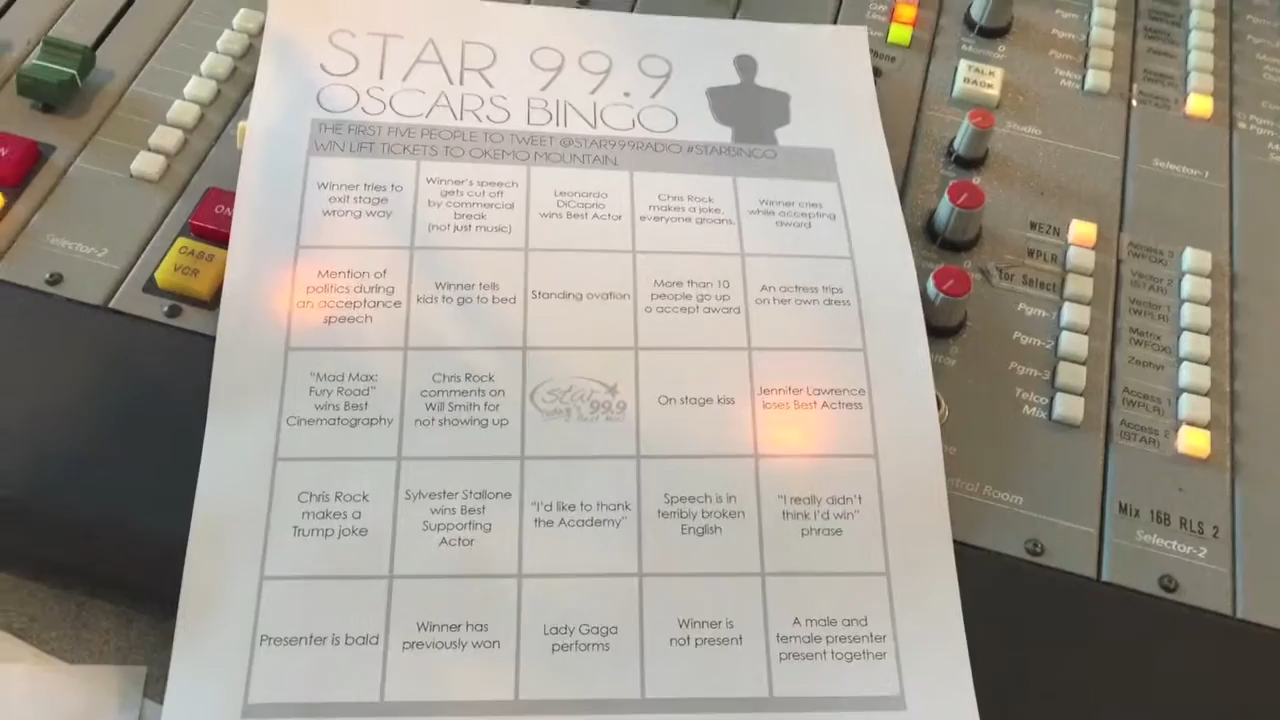 STAR 99.9
OSCARS BINGO
THE FIRST FIVE PEOPLE TO TWEET @STAR999RADIO #STARBINGO
WIN LIFT TICKETS TO OKEMO MOUNTAIN.
Winner tries to
exit stage
wrong way
Winner's speech
gets cut off
by commercial
break
(not just music)
Leonardo
DiCaprio
wins Best Actor
Chris Rock
makes a joke,
everyone groans.
Winner cries
while accepting
award
Mention of
politics during
an acceptance
speech
Winner tells
kids to go to bed
Standing ovation
More than 10
people go up
o accept award
An actress trips
on her own dress
"Mad Max:
Fury Road"
wins Best
Cinematography
Chris Rock
comments on
Will Smith for
not showing up
star
99.9
On stage kiss
Jennifer Lawrence
loses Best Actress
Chris Rock
makes a
Trump joke
Sylvester Stallone
wins Best
Supporting
Actor
"I'd like to thank
the Academy"
Speech is in
terribly broken
English
"I really didn't
think I'd win"
phrase
Presenter is bald
Winner has
previously won
Lady Gaga
performs
Winner is
not present
A male and
female presenter
present together
Selector-2
ON
CASS
VCR
Monitor
TALK
BACK
Studio
Telco
Mix
Selector-1
WEZN
WPLR
for Select
Pgm-1
Pgm-2
Pgm-3
Telco
Mix
Control Room
Access 3
(WFOX)
Vector 2
(STAR)
Vector 1
(WPLR)
Matrix
(WFOX)
Zephyr
Access 1
(WPLR)
Access 2
(STAR)
Mix 16B RLS 2
Selector-2